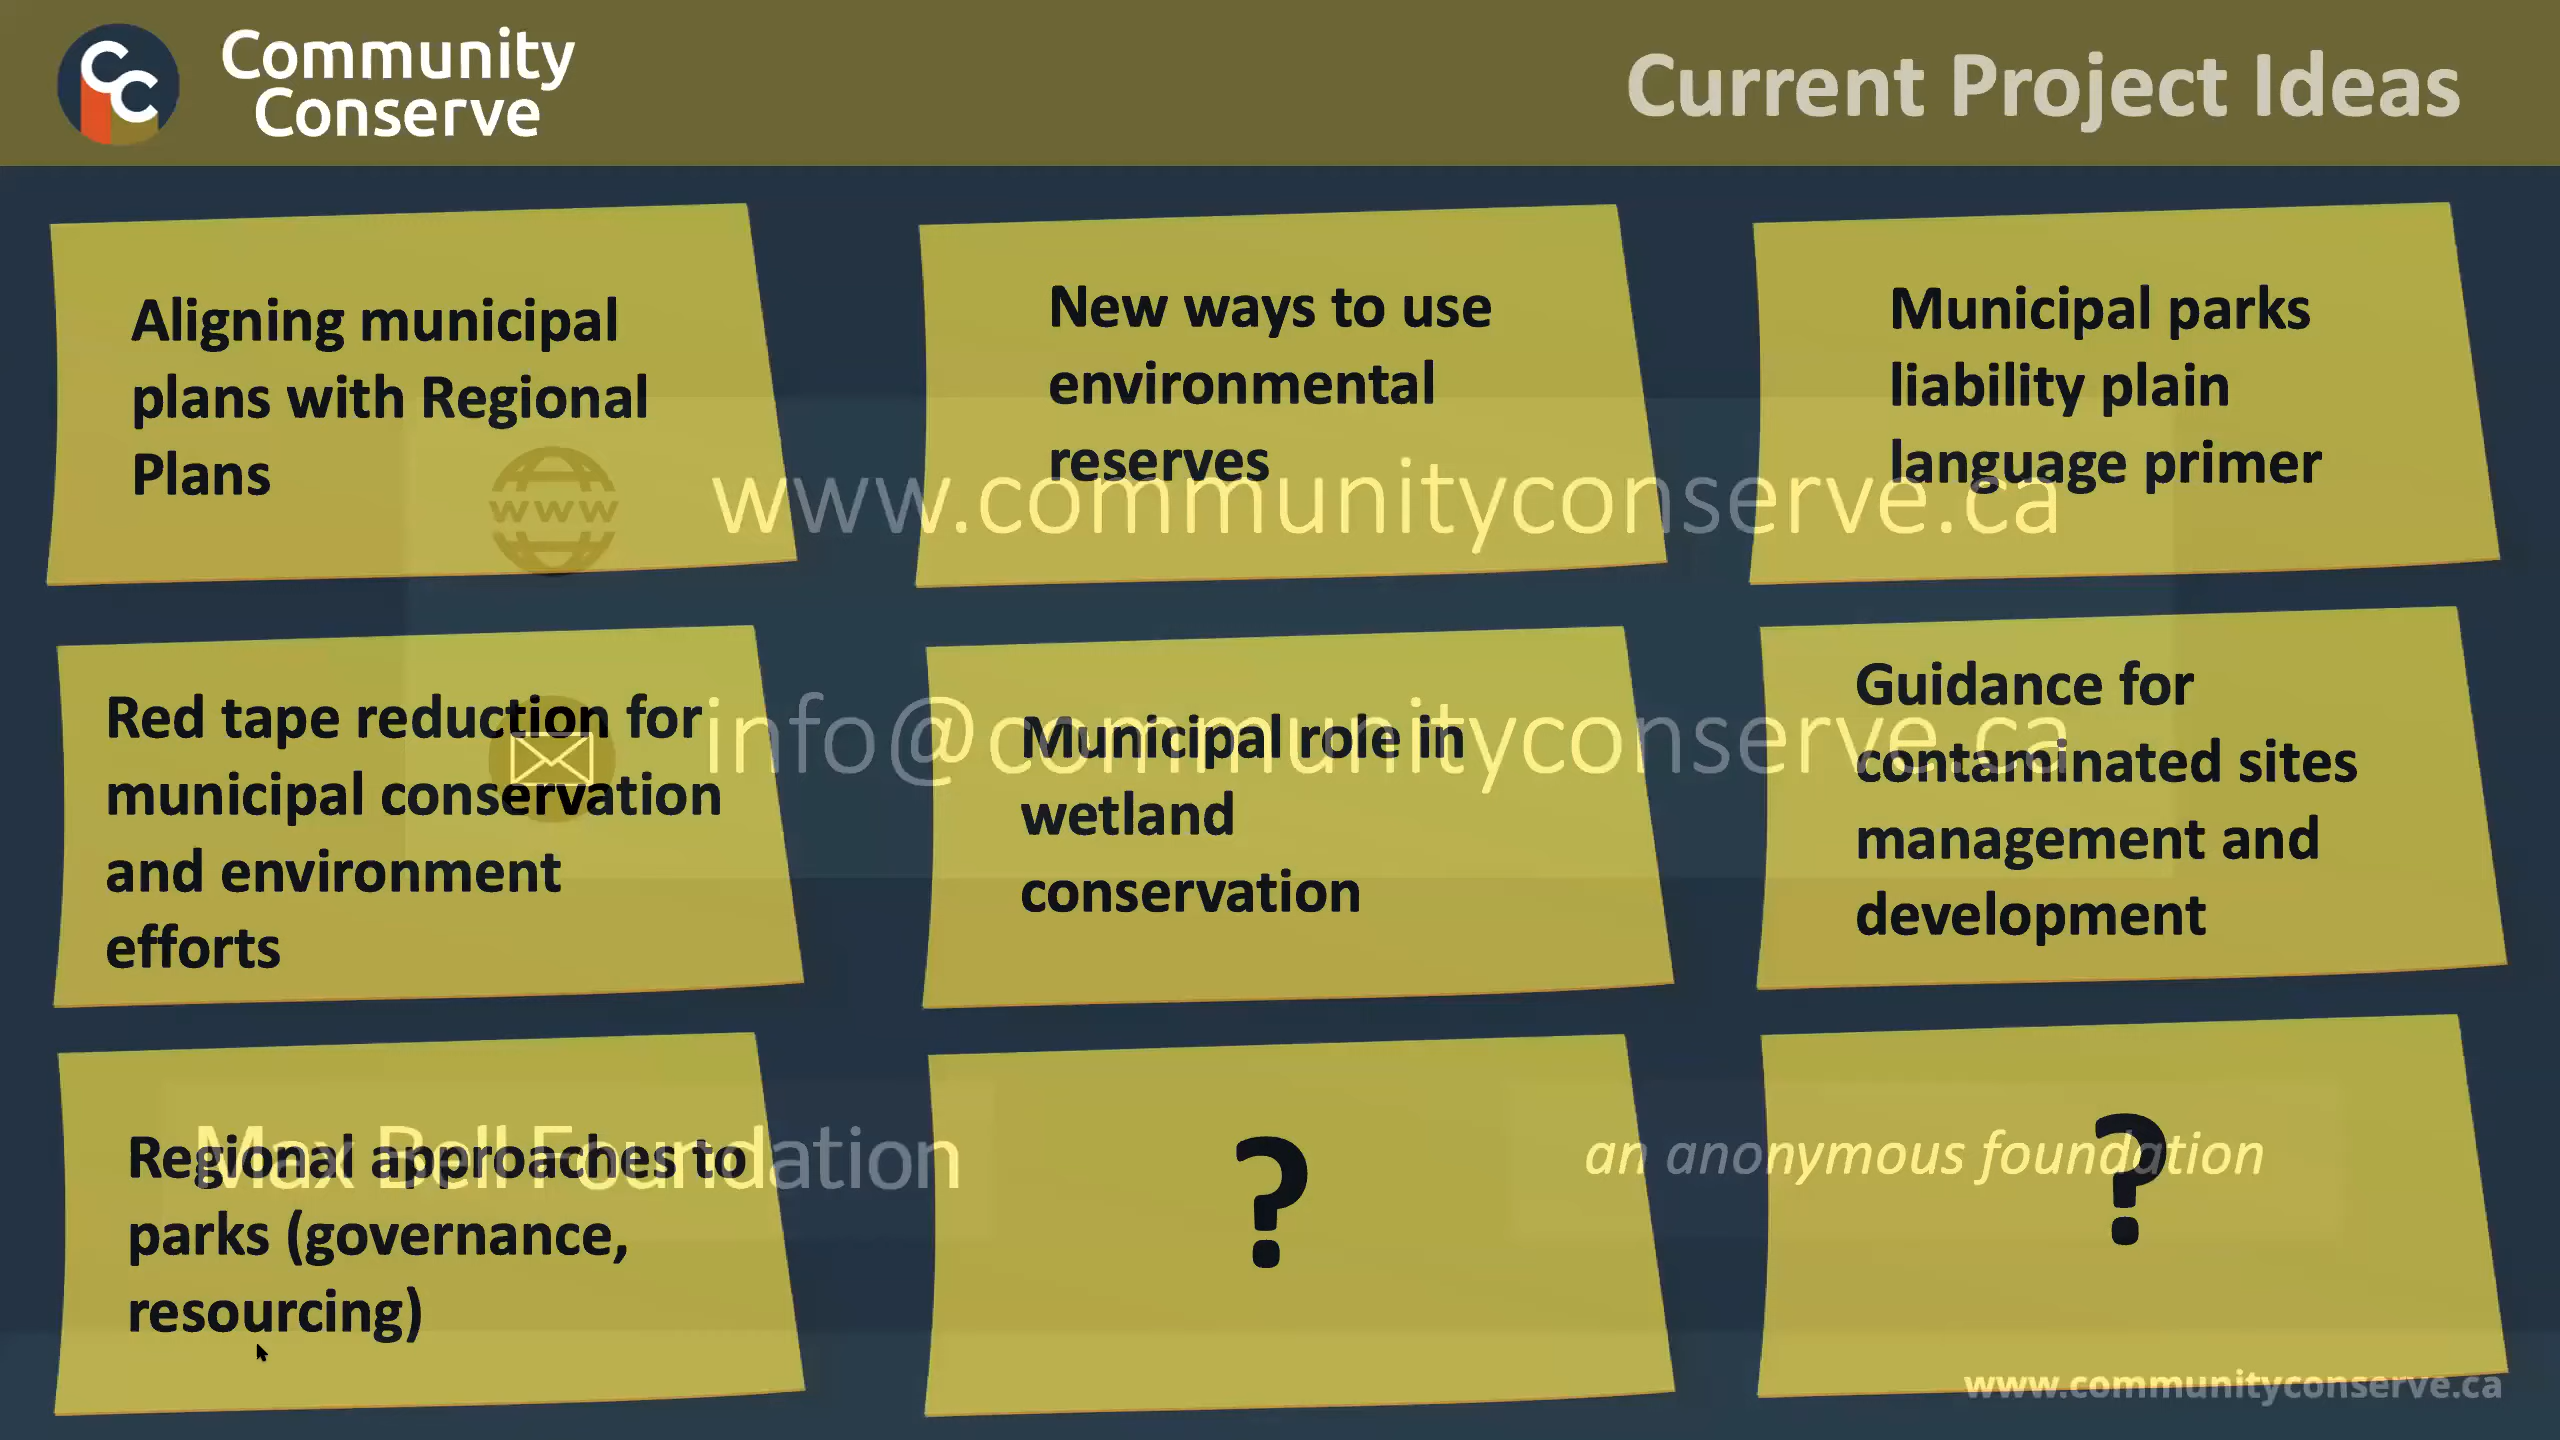 Community
Conserve
Current Project Ideas
Aligning municipal
plans with Regional
Plans
New ways to use
environmental
reserves
Municipal parks
liability plain
language primer
www
www.communityconserve.ca
Red tape reduction for
municipal conservation
and environment
efforts
Municipal role in
wetland
conservation
Guidance for
contaminated sites
management and
development
info@communityconserve.ca
Regional approaches to
parks (governance,
resourcing)
?
?
Max Bell Foundation
an anonymous foundation
www.communityconserve.ca